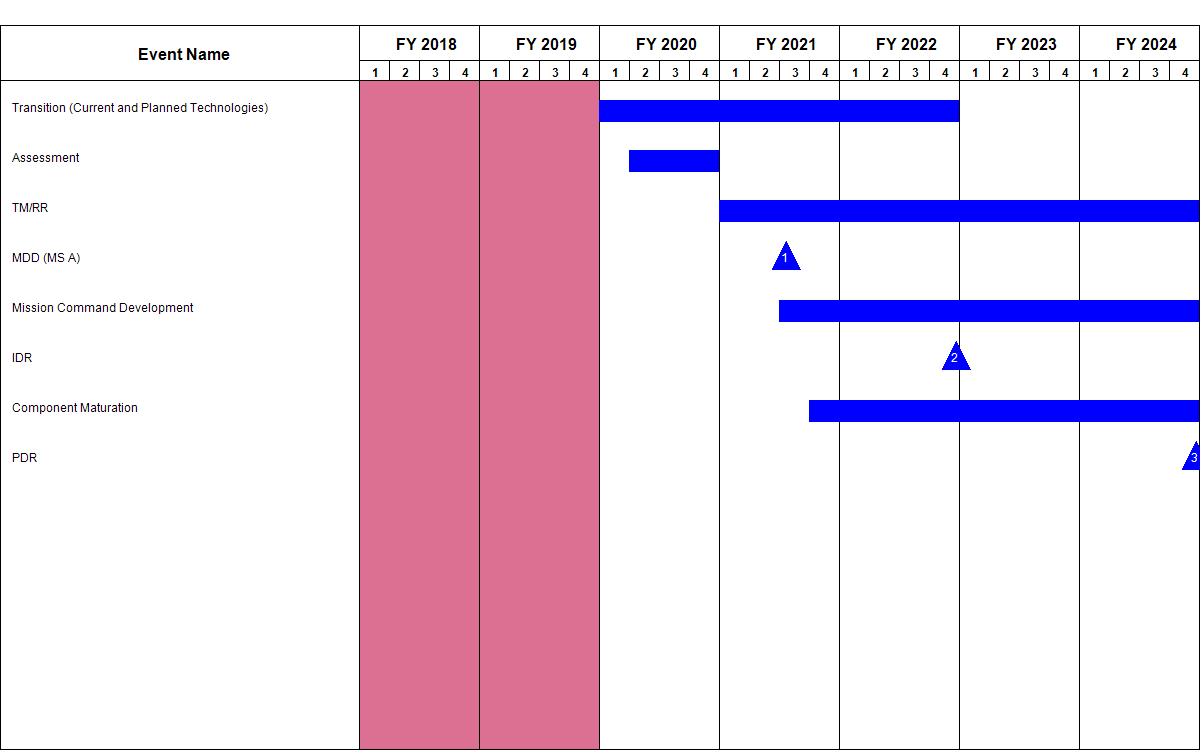 Event Name
FY 2018 FY 2019 FY 2020 FY 2021 FY 2022 FY 2023 FY 2024
1 2 3 4 1 2 3 4 1 2 3 4 1 2 3 4 1 2 3 4 1 2 3 4 1 2 3 4
Transition (Current and Planned Technologies)
Assessment
TM/RR
MDD (MS A)
1
Mission Command Development
IDR
2
Component Maturation
PDR
3